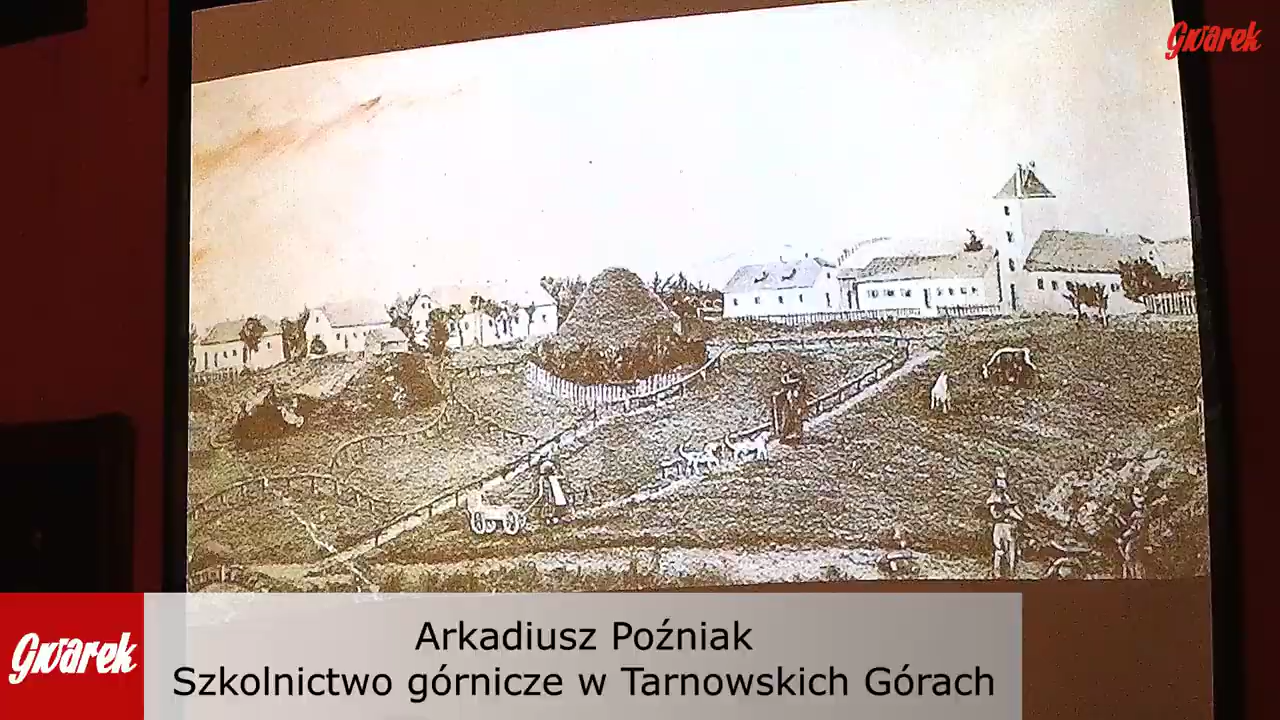 Gwarek
Gwarek
Arkadiusz Poźniak
Szkolnictwo górnicze w Tarnowskich Górach